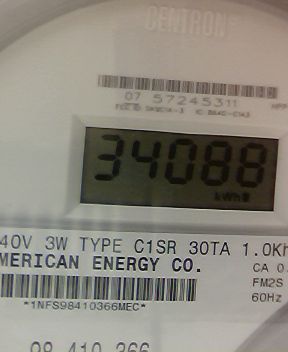 CENTRON®
07 57245311
34088
kWh
40V 3W TYPE C1SR 30TA 1.0Kh
MERICAN ENERGY CO.
CA 0.
FM2S
60Hz
*1NFS98410366MEC*
98 410 366